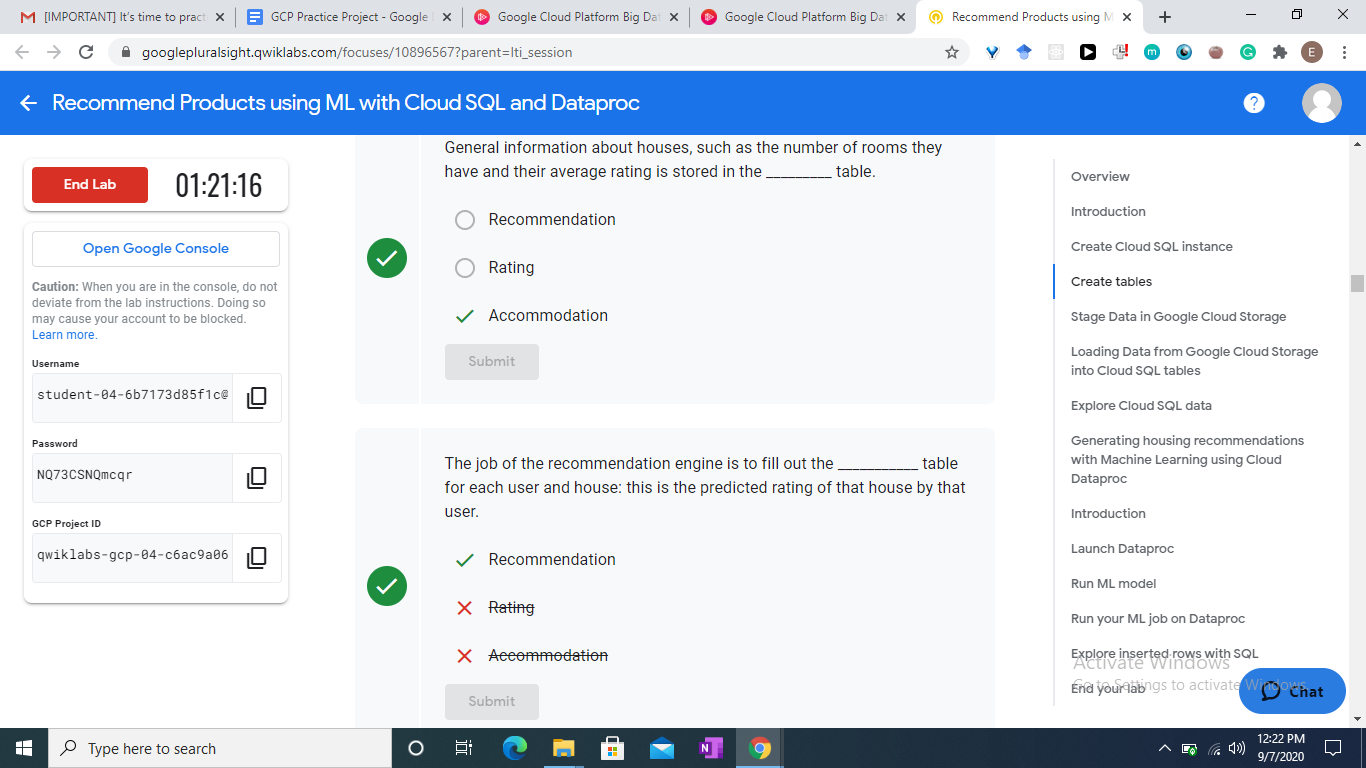 [IMPORTANT] It's time to pract
GCP Practice Project - Google
Google Cloud Platform Big Dat
Google Cloud Platform Big Dat
Recommend Products using M
googlepluralsight.qwiklabs.com/focuses/10896567?parent=lti_session
E
Recommend Products using ML with Cloud SQL and Dataproc
End Lab
01:21:16
Open Google Console
Caution: When you are in the console, do not
deviate from the lab instructions. Doing so
may cause your account to be blocked.
Learn more.
Username
student-04-6b7173d85f1c@
Password
NQ73CSNQmcqr
GCP Project ID
qwiklabs-gcp-04-c6ac9a06
General information about houses, such as the number of rooms they
have and their average rating is stored in the _________ table.
Recommendation
Rating
Accommodation
Submit
The job of the recommendation engine is to fill out the ___________ table
for each user and house: this is the predicted rating of that house by that
user.
Recommendation
Rating
Accommodation
Submit
Overview
Introduction
Create Cloud SQL instance
Create tables
Stage Data in Google Cloud Storage
Loading Data from Google Cloud Storage
into Cloud SQL tables
Explore Cloud SQL data
Generating housing recommendations
with Machine Learning using Cloud
Dataproc
Introduction
Launch Dataproc
Run ML model
Run your ML job on Dataproc
Explore inserted rows with SQL
End your lab
Activate Windows
Go to Settings to activate Windows.
Chat
Type here to search
12:22 PM
9/7/2020